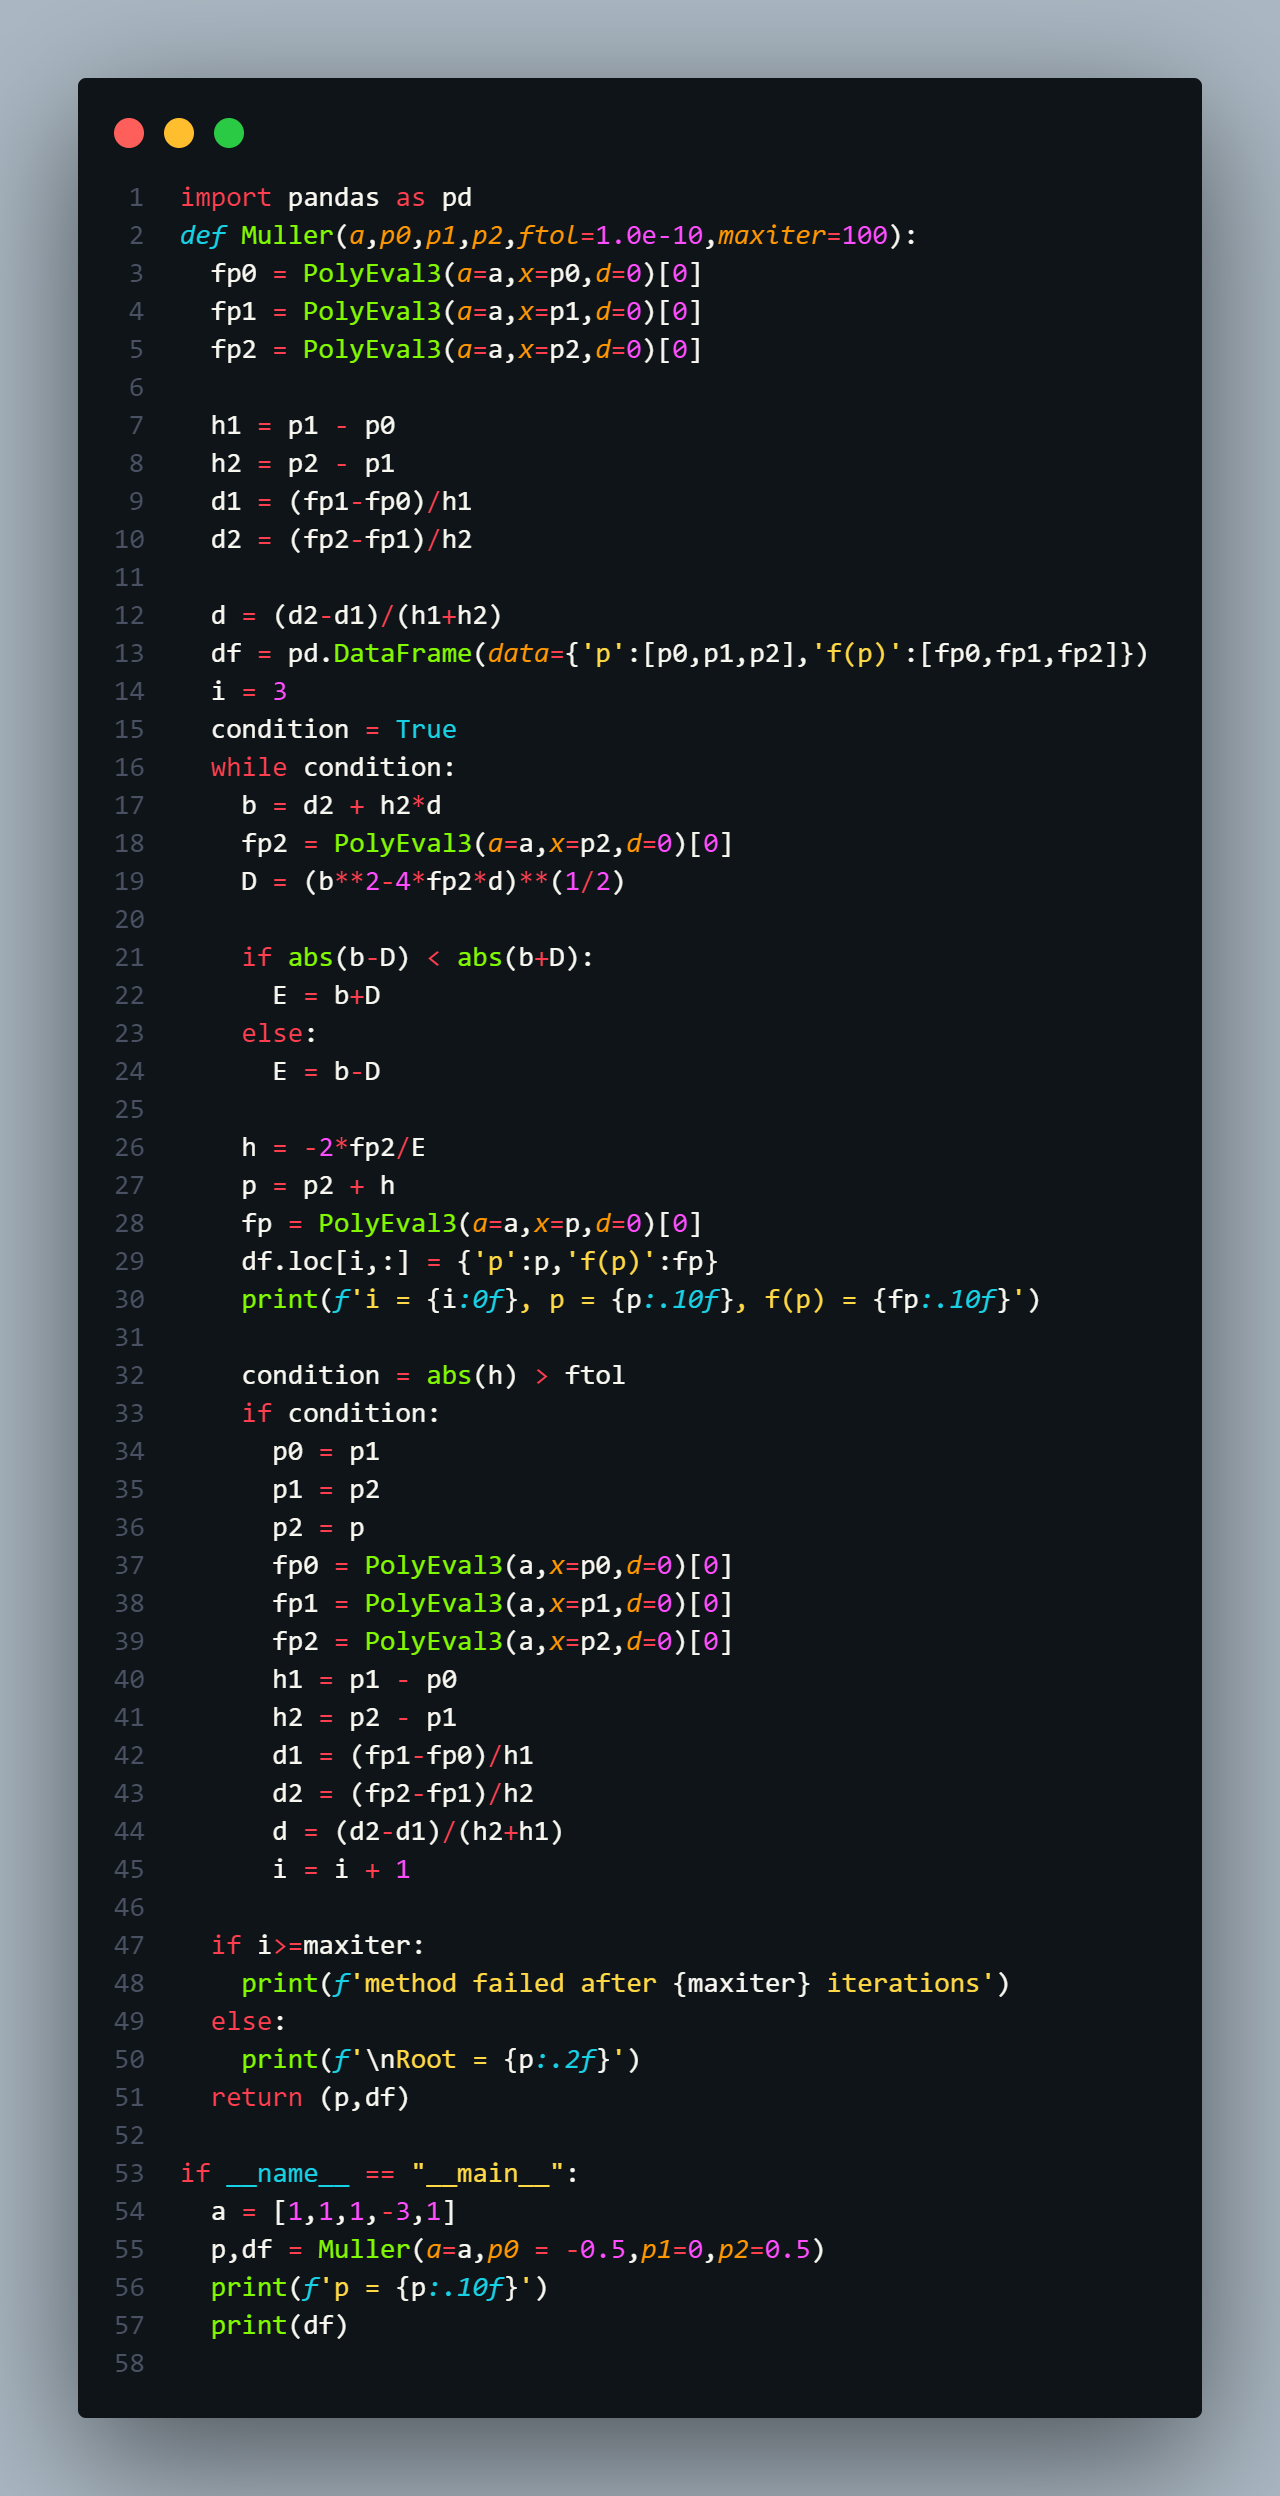 1 import pandas as pd
2 def Muller(a,p0,p1,p2,ftol=1.0e-10,maxiter=100):
3   fp0 = PolyEval3(a=a,x=p0,d=0)[0]
4   fp1 = PolyEval3(a=a,x=p1,d=0)[0]
5   fp2 = PolyEval3(a=a,x=p2,d=0)[0]
6
7   h1 = p1 - p0
8   h2 = p2 - p1
9   d1 = (fp1-fp0)/h1
10   d2 = (fp2-fp1)/h2
11
12   d = (d2-d1)/(h1+h2)
13   df = pd.DataFrame(data={'p':[p0,p1,p2],'f(p)':[fp0,fp1,fp2]})
14   i = 3
15   condition = True
16   while condition:
17     b = d2 + h2*d
18     fp2 = PolyEval3(a=a,x=p2,d=0)[0]
19     D = (b**2-4*fp2*d)**(1/2)
20
21     if abs(b-D) < abs(b+D):
22       E = b+D
23     else:
24       E = b-D
25
26     h = -2*fp2/E
27     p = p2 + h
28     fp = PolyEval3(a=a,x=p,d=0)[0]
29     df.loc[i,:] = {'p':p,'f(p)':fp}
30     print(f'i = {i:0f}, p = {p:.10f}, f(p) = {fp:.10f}')
31
32     condition = abs(h) > ftol
33     if condition:
34       p0 = p1
35       p1 = p2
36       p2 = p
37       fp0 = PolyEval3(a,x=p0,d=0)[0]
38       fp1 = PolyEval3(a,x=p1,d=0)[0]
39       fp2 = PolyEval3(a,x=p2,d=0)[0]
40       h1 = p1 - p0
41       h2 = p2 - p1
42       d1 = (fp1-fp0)/h1
43       d2 = (fp2-fp1)/h2
44       d = (d2-d1)/(h2+h1)
45       i = i + 1
46
47   if i>=maxiter:
48     print(f'method failed after {maxiter} iterations')
49   else:
50     print(f'\nRoot = {p:.2f}')
51   return (p,df)
52
53 if __name__ == "__main__":
54   a = [1,1,1,-3,1]
55   p,df = Muller(a=a,p0 = -0.5,p1=0,p2=0.5)
56   print(f'p = {p:.10f}')
57   print(df)
58